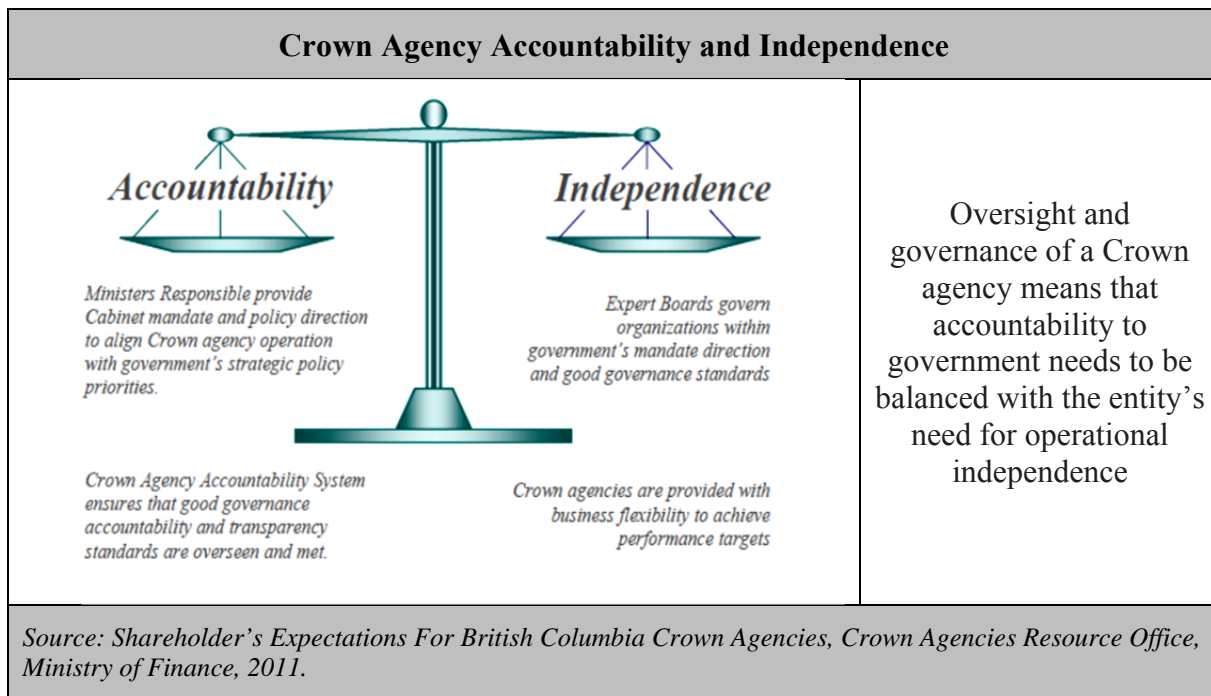 Crown Agency Accountability and Independence
Accountability
Independence
Ministers Responsible provide
Cabinet mandate and policy direction
to align Crown agency operation
with government's strategic policy
priorities.
Expert Boards govern
organizations within
government's mandate direction
and good governance standards
Crown Agency Accountability System
ensures that good governance
accountability and transparency
standards are overseen and met.
Crown agencies are provided with
business flexibility to achieve
performance targets
Oversight and
governance of a Crown
agency means that
accountability to
government needs to be
balanced with the entity's
need for operational
independence
Source: Shareholder's Expectations For British Columbia Crown Agencies, Crown Agencies Resource Office,
Ministry of Finance, 2011.